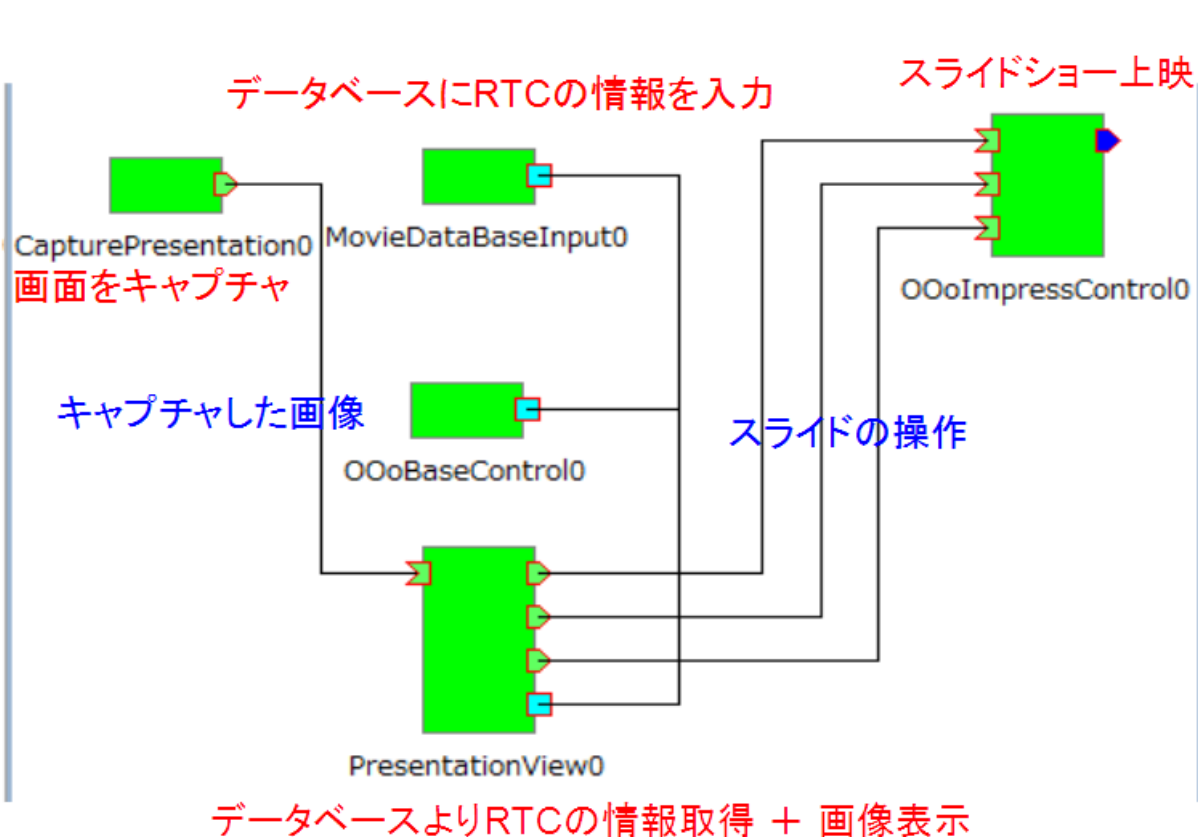 スライドショー上映
データベースにRTCの情報を入力
CapturePresentation0
MovieDataBaseInput0
画面をキャプチャ
OOoImpressControl0
キャプチャした画像
スライドの操作
OOoBaseControl0
PresentationView0
データベースよりRTCの情報取得 + 画像表示